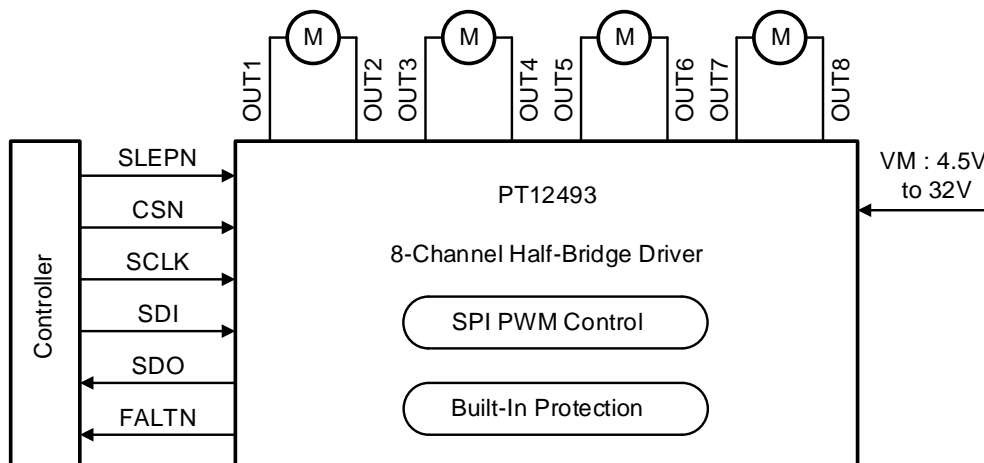 M
M
M
M
OUT1
OUT2
OUT3
OUT4
OUT5
OUT6
OUT7
OUT8
Controller
SLEPN
CSN
SCLK
SDI
SDO
FALTN
PT12493
8-Channel Half-Bridge Driver
SPI PWM Control
Built-In Protection
VM : 4.5V
to 32V